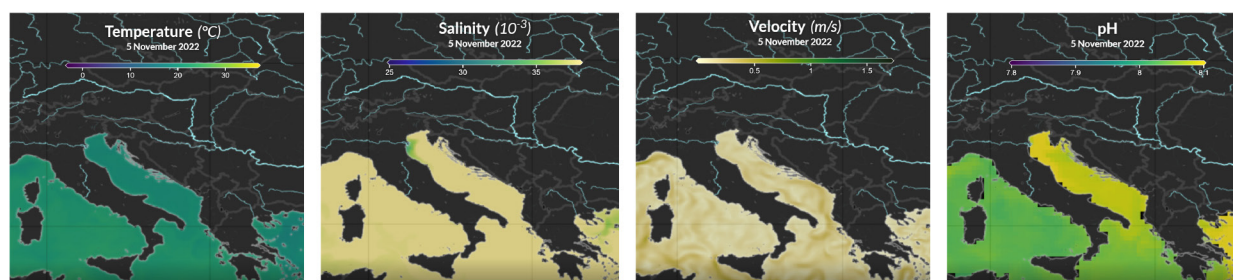 Temperature (°C)
5 November 2022
0 10 20 30
Salinity (10⁻³)
5 November 2022
25 30 35
Velocity (m/s)
5 November 2022
0.5 1 1.5
pH
5 November 2022
7.8 7.9 8 8.1